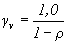 γᵥ = 1,0 / (1 − ρ)